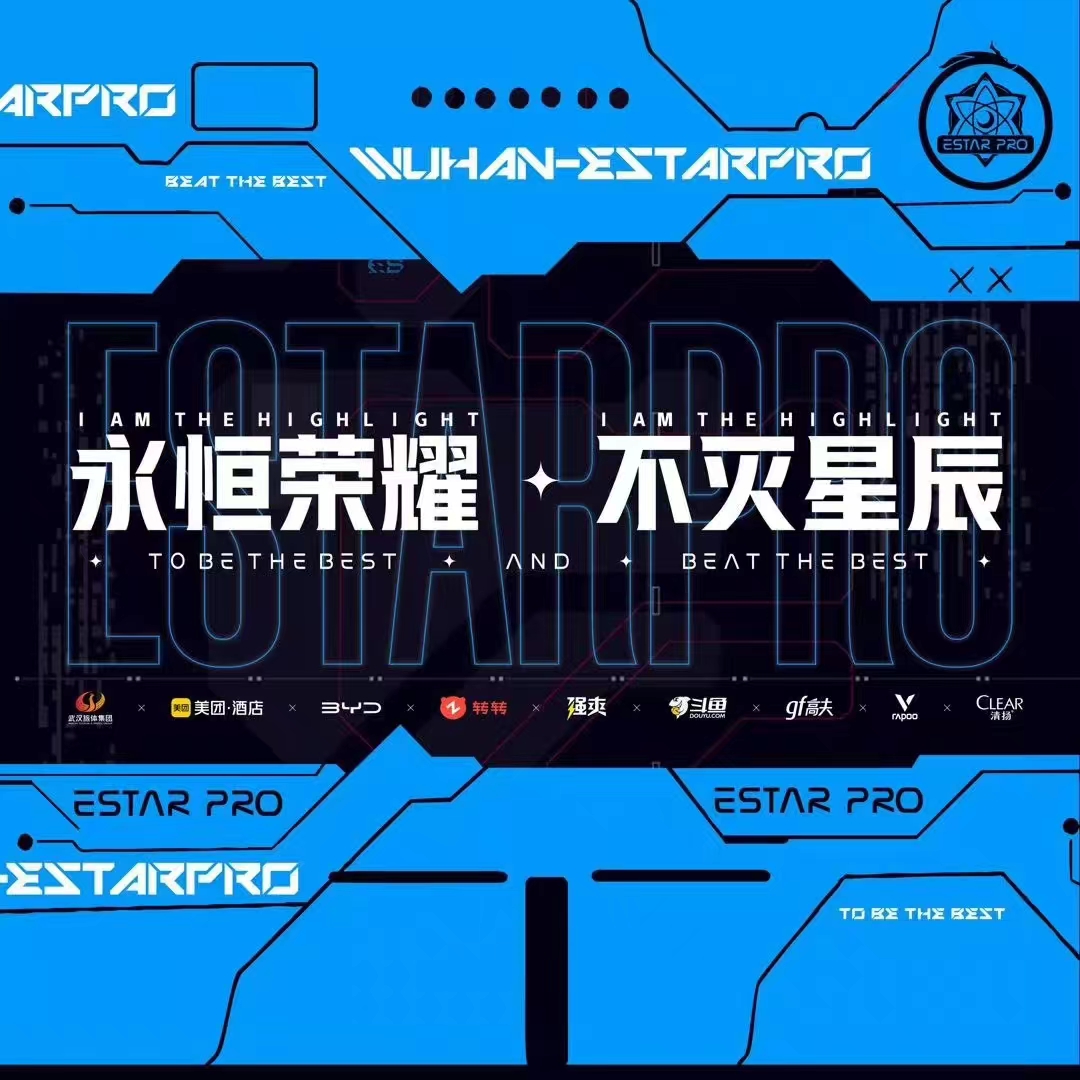 ARPRO
ESTAR PRO
WUHAN-ESTARPRO
BEAT THE BEST
ESTARPRO
I AM THE HIGHLIGHT
I AM THE HIGHLIGHT
永恒荣耀
不灭星辰
TO BE THE BEST
AND
BEAT THE BEST
武汉旅体集团
美团
美团·酒店
BYD
转转
强爽
斗鱼
DOUYU.COM
gf高夫
rapoo
CLEAR
清扬
ESTAR PRO
ESTAR PRO
-ESTARPRO
TO BE THE BEST